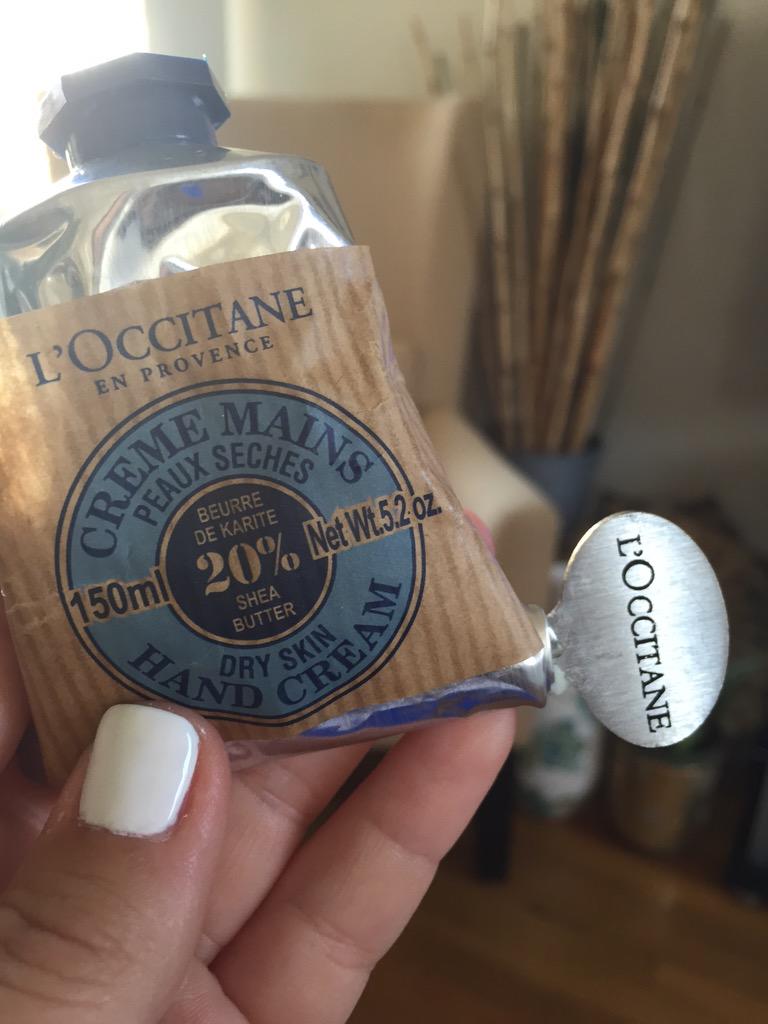 L'OCCITANE
EN PROVENCE
CREME MAINS
PEAUX SECHES
BEURRE
DE KARITE
20%
SHEA
BUTTER
150ml
Net Wt.5.2 oz.
DRY SKIN
HAND CREAM
L'OCCITANE